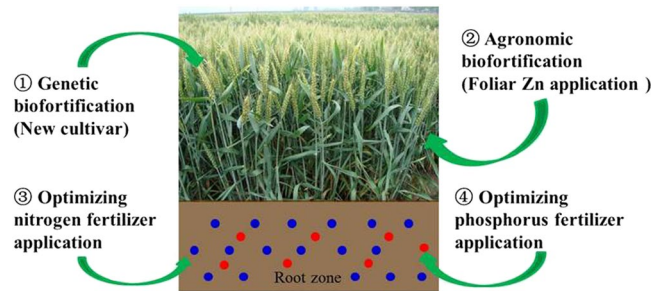 ① Genetic
biofortification
(New cultivar)
② Agronomic
biofortification
(Foliar Zn application )
③ Optimizing
nitrogen fertilizer
application
④ Optimizing
phosphorus fertilizer
application
Root zone